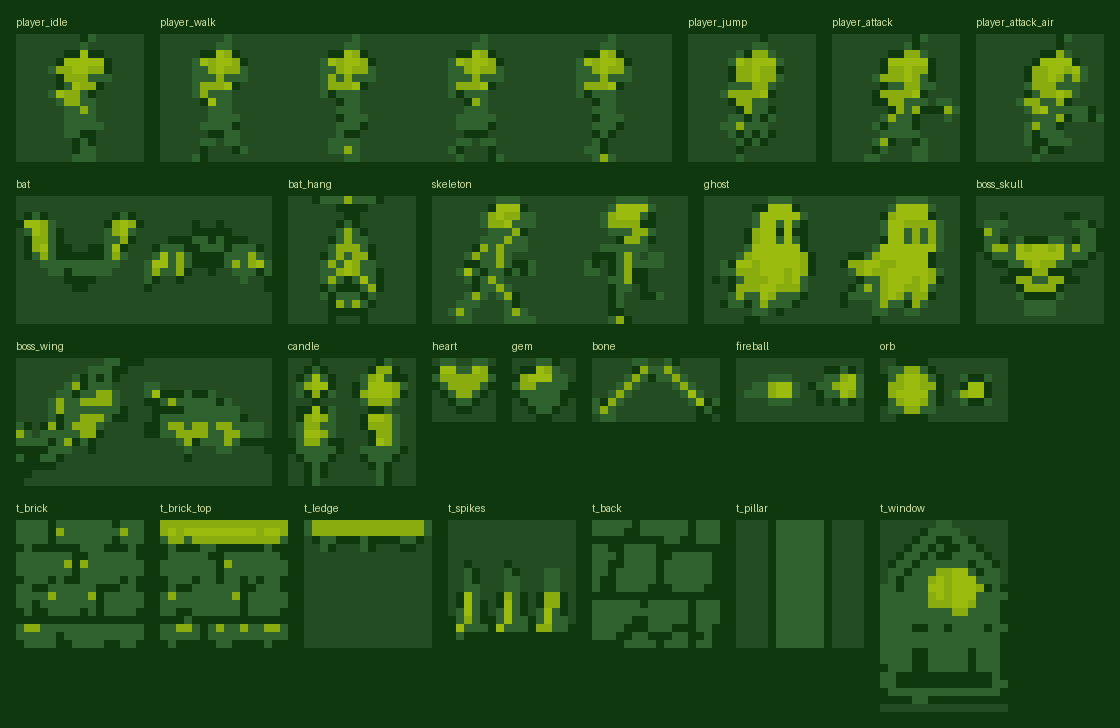 player_idle player_walk player_jump player_attack player_attack_air
bat bat_hang skeleton ghost boss_skull
boss_wing candle heart gem bone fireball orb
t_brick t_brick_top t_ledge t_spikes t_back t_pillar t_window